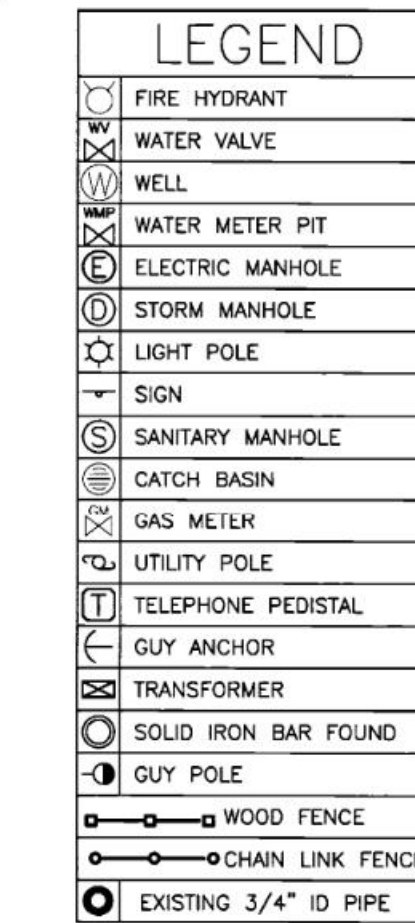 LEGEND
FIRE HYDRANT
WV WATER VALVE
W WELL
WMP WATER METER PIT
E ELECTRIC MANHOLE
D STORM MANHOLE
LIGHT POLE
SIGN
S SANITARY MANHOLE
CATCH BASIN
GM GAS METER
UTILITY POLE
T TELEPHONE PEDISTAL
GUY ANCHOR
TRANSFORMER
SOLID IRON BAR FOUND
GUY POLE
WOOD FENCE
CHAIN LINK FENC
EXISTING 3/4" ID PIPE